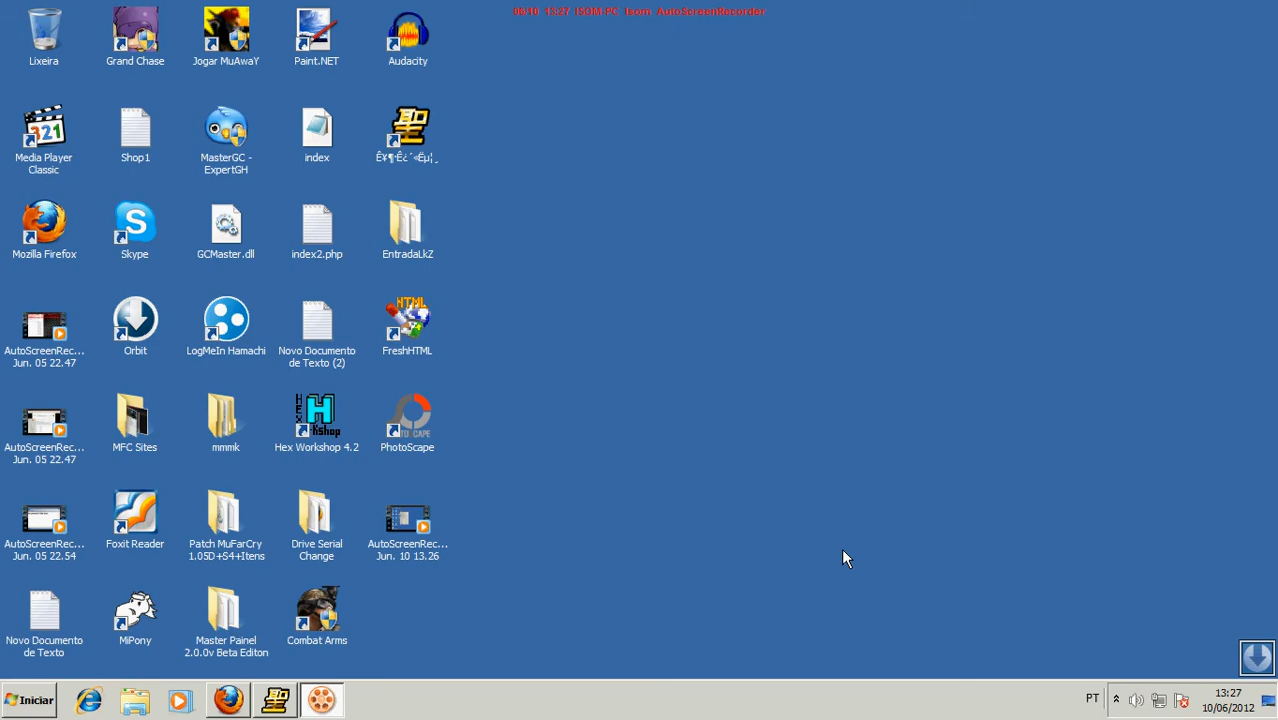 06/10 13:27 ISOM-PC Isom AutoScreenRecorder
Lixeira
Grand Chase
Jogar MuAwaY
Paint.NET
Audacity
Media Player
Classic
Shop1
MasterGC -
ExpertGH
index
Mozilla Firefox
Skype
GCMaster.dll
index2.php
EntradaLkZ
AutoScreenRec...
Jun. 05 22.47
Orbit
LogMeIn Hamachi
Novo Documento
de Texto (2)
HTML
FreshHTML
AutoScreenRec...
Jun. 05 22.47
MFC Sites
mmmk
Hex Workshop 4.2
PhotoScape
AutoScreenRec...
Jun. 05 22.54
Foxit Reader
Patch MuFarCry
1.05D+S4+Itens
Drive Serial
Change
AutoScreenRec...
Jun. 10 13.26
Novo Documento
de Texto
MiPony
Master Painel
2.0.0v Beta Editon
Combat Arms
Iniciar
PT
13:27
10/06/2012